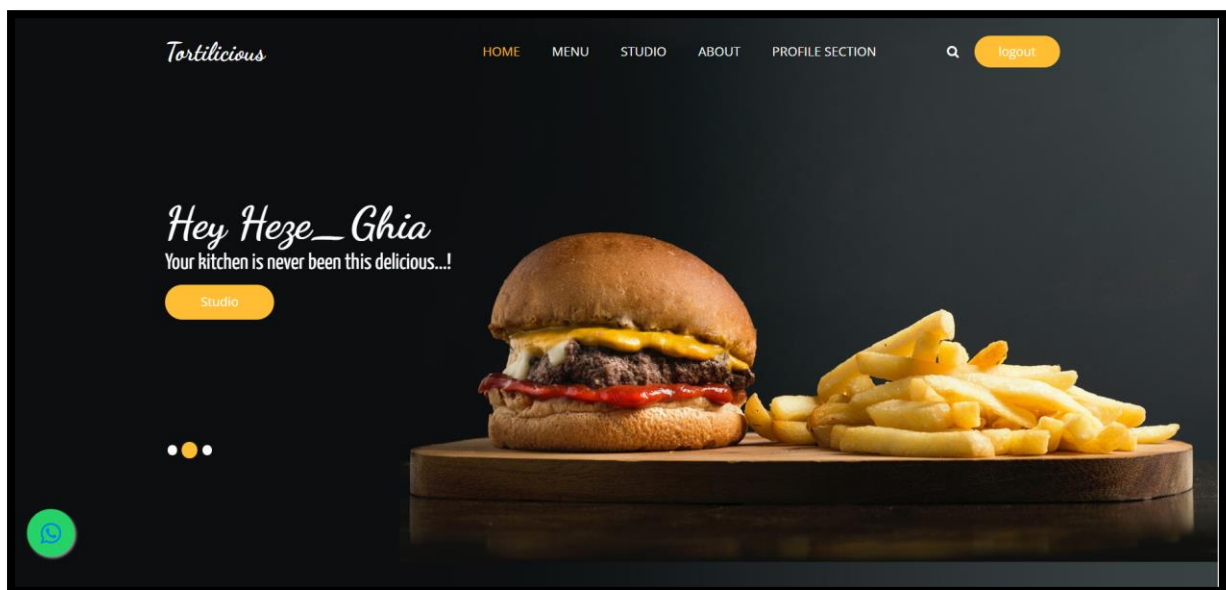 Tortilicious
HOME MENU STUDIO ABOUT PROFILE SECTION logout
Hey Heze_Ghia
Your kitchen is never been this delicious...!
Studio